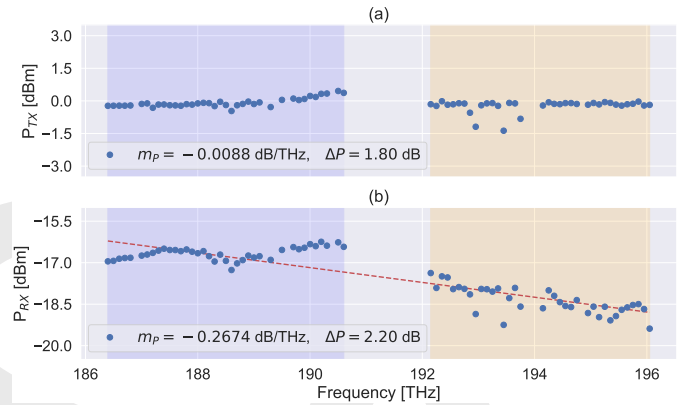 (a)
P_TX [dBm]
3.0
1.5
0.0
−1.5
−3.0
m_P = −0.0088 dB/THz, ΔP = 1.80 dB
(b)
P_RX [dBm]
−15.5
−17.0
−18.5
−20.0
m_P = −0.2674 dB/THz, ΔP = 2.20 dB
186 188 190 192 194 196
Frequency [THz]